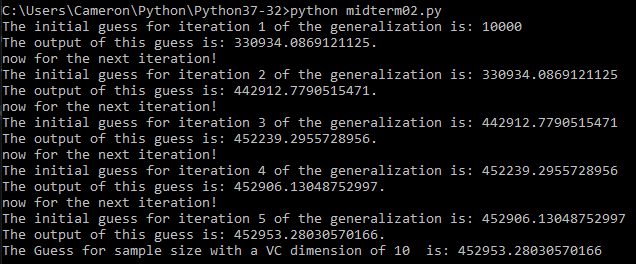 C:\Users\Cameron\Python\Python37-32>python midterm02.py
The initial guess for iteration 1 of the generalization is: 10000
The output of this guess is: 330934.0869121125.
now for the next iteration!
The initial guess for iteration 2 of the generalization is: 330934.0869121125
The output of this guess is: 442912.7790515471.
now for the next iteration!
The initial guess for iteration 3 of the generalization is: 442912.7790515471
The output of this guess is: 452239.2955728956.
now for the next iteration!
The initial guess for iteration 4 of the generalization is: 452239.2955728956
The output of this guess is: 452906.13048752997.
now for the next iteration!
The initial guess for iteration 5 of the generalization is: 452906.13048752997
The output of this guess is: 452953.28030570166.
The Guess for sample size with a VC dimension of 10  is: 452953.28030570166